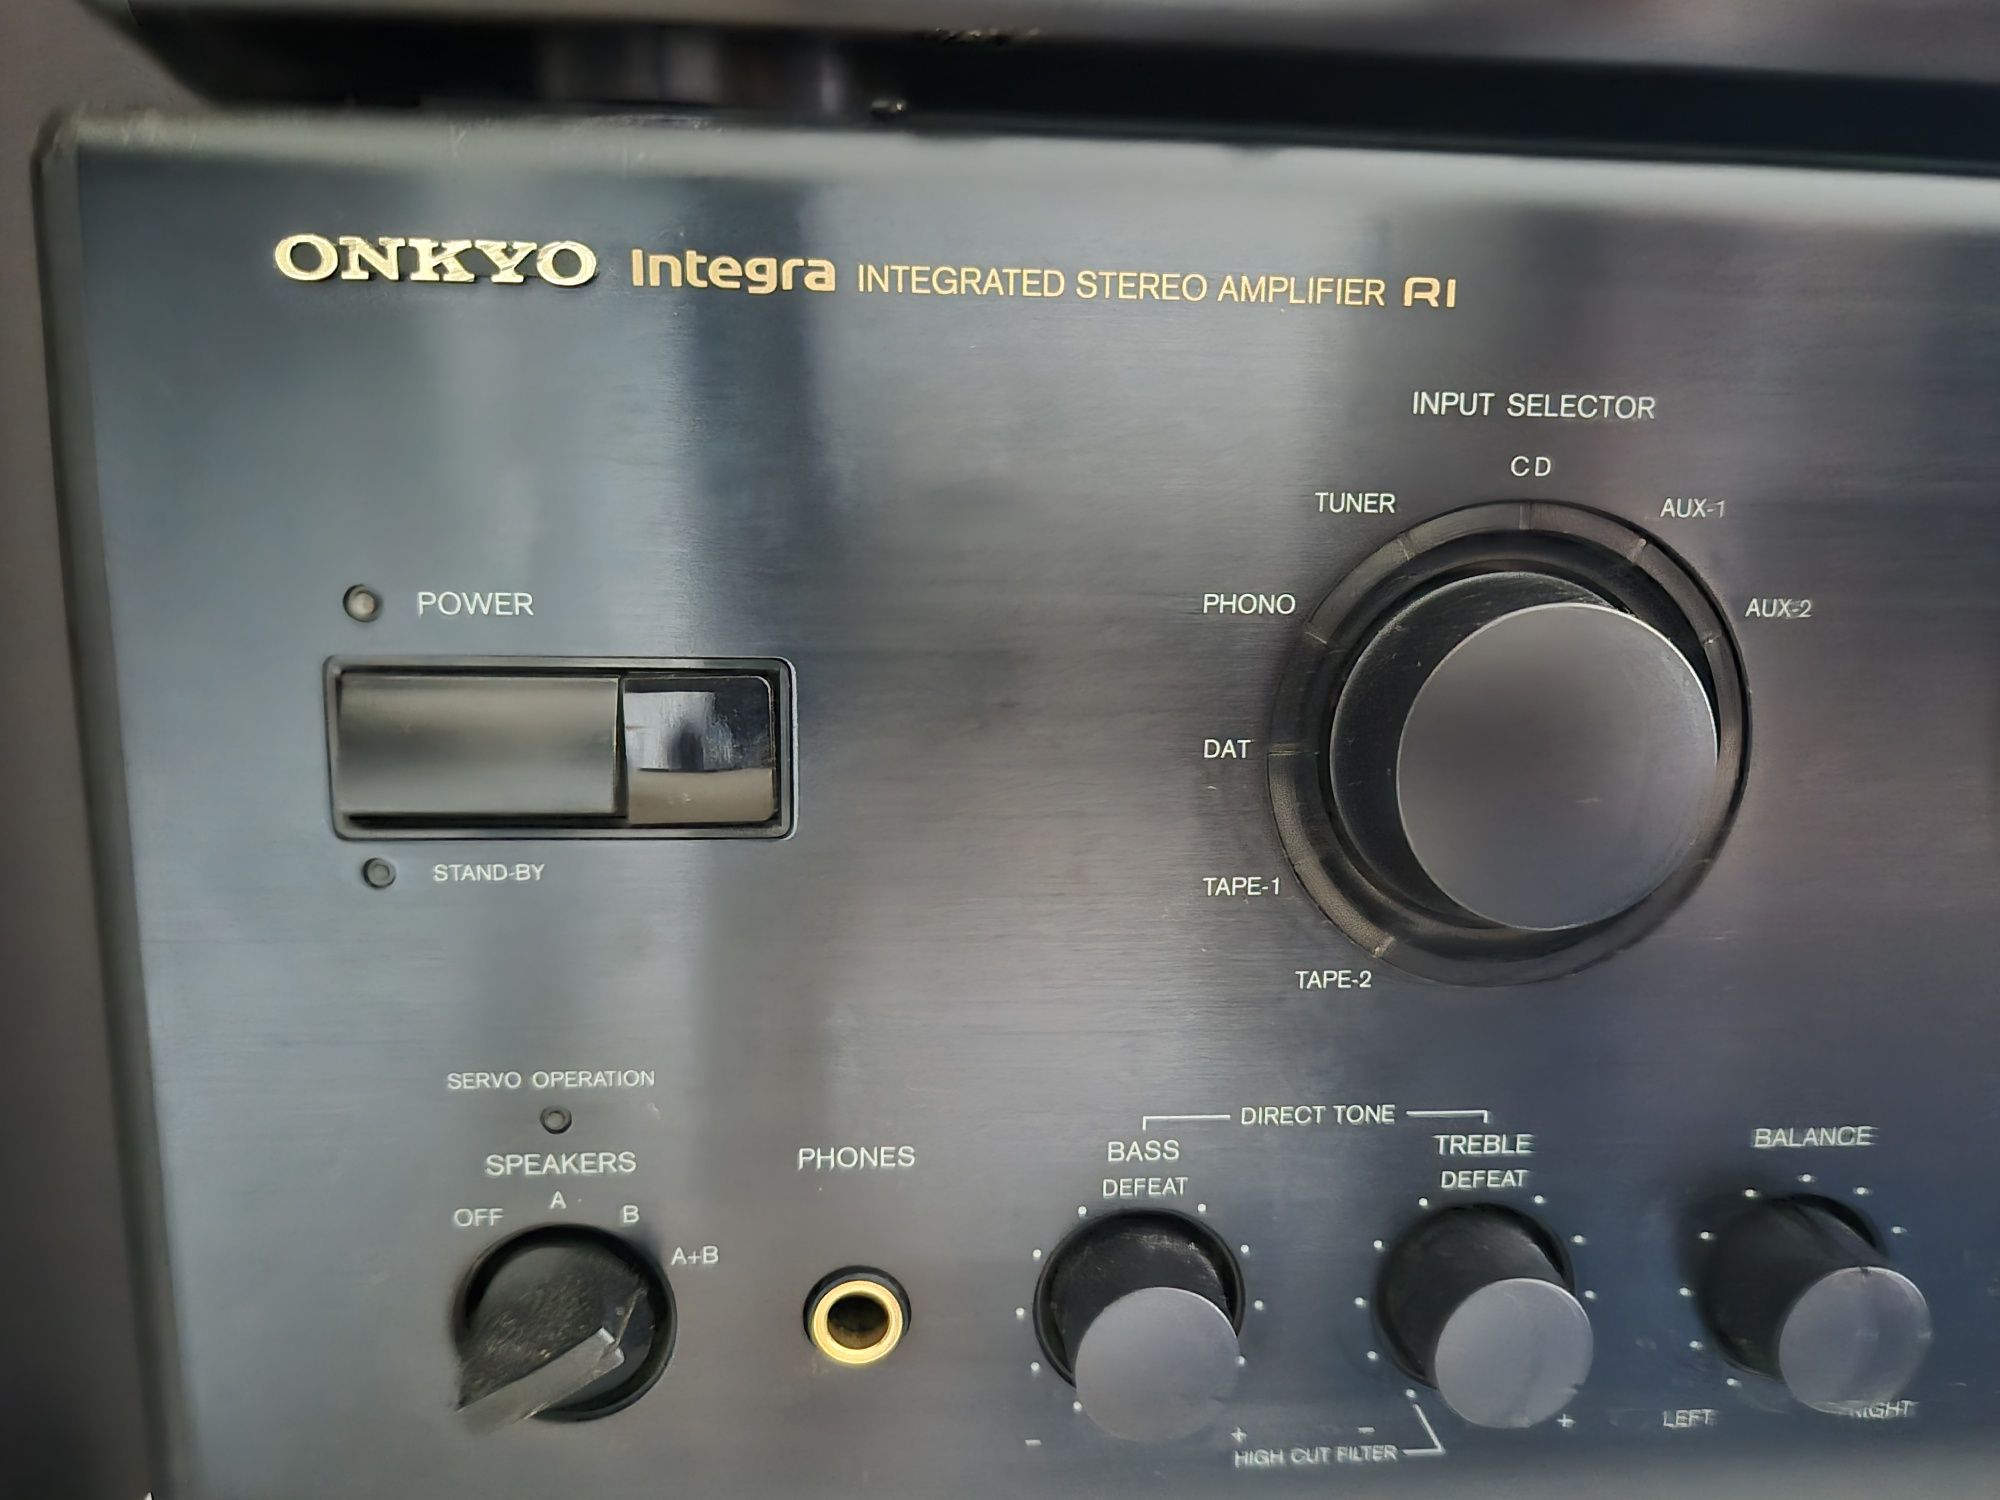 ONKYO Integra INTEGRATED STEREO AMPLIFIER RI
INPUT SELECTOR
CD
TUNER AUX-1
POWER PHONO AUX-2
DAT
STAND-BY TAPE-1
TAPE-2
SERVO OPERATION
DIRECT TONE
SPEAKERS PHONES BASS TREBLE BALANCE
DEFEAT DEFEAT
OFF A B A+B
- + - + LEFT RIGHT
HIGH CUT FILTER